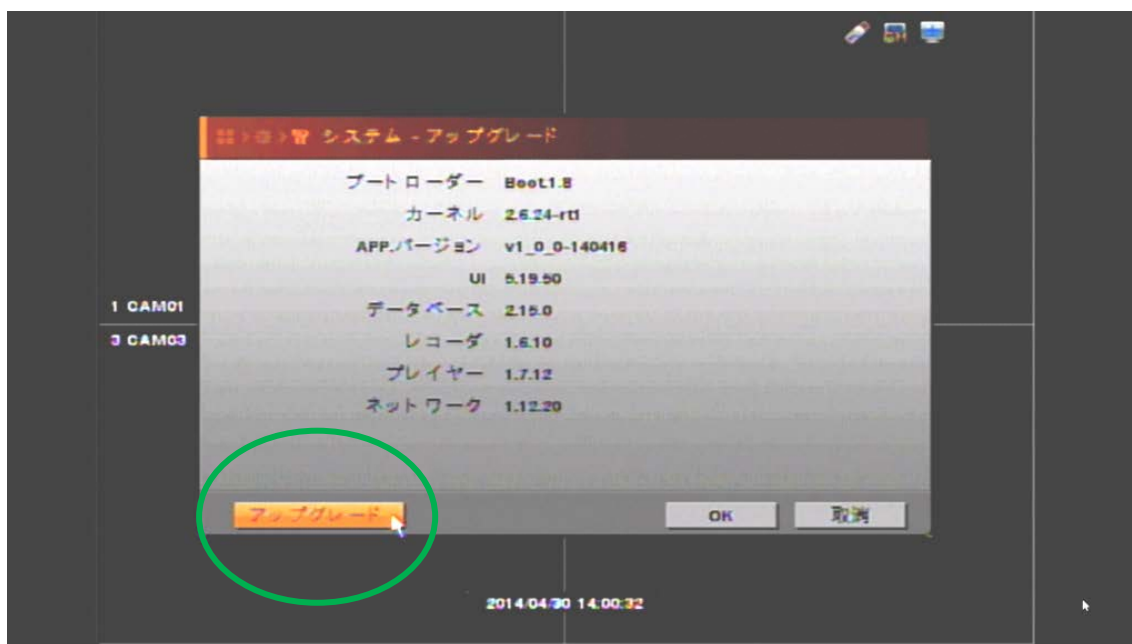 システム - アップグレード
ブートローダー Boot1.8
カーネル 2.6.24-rt1
APP.バージョン v1_0_0-140416
UI 5.19.50
1 CAM01
データベース 2.15.0
3 CAM03
レコーダ 1.6.10
プレイヤー 1.7.12
ネットワーク 1.12.20
アップグレード OK 取消
2014/04/30 14:00:32